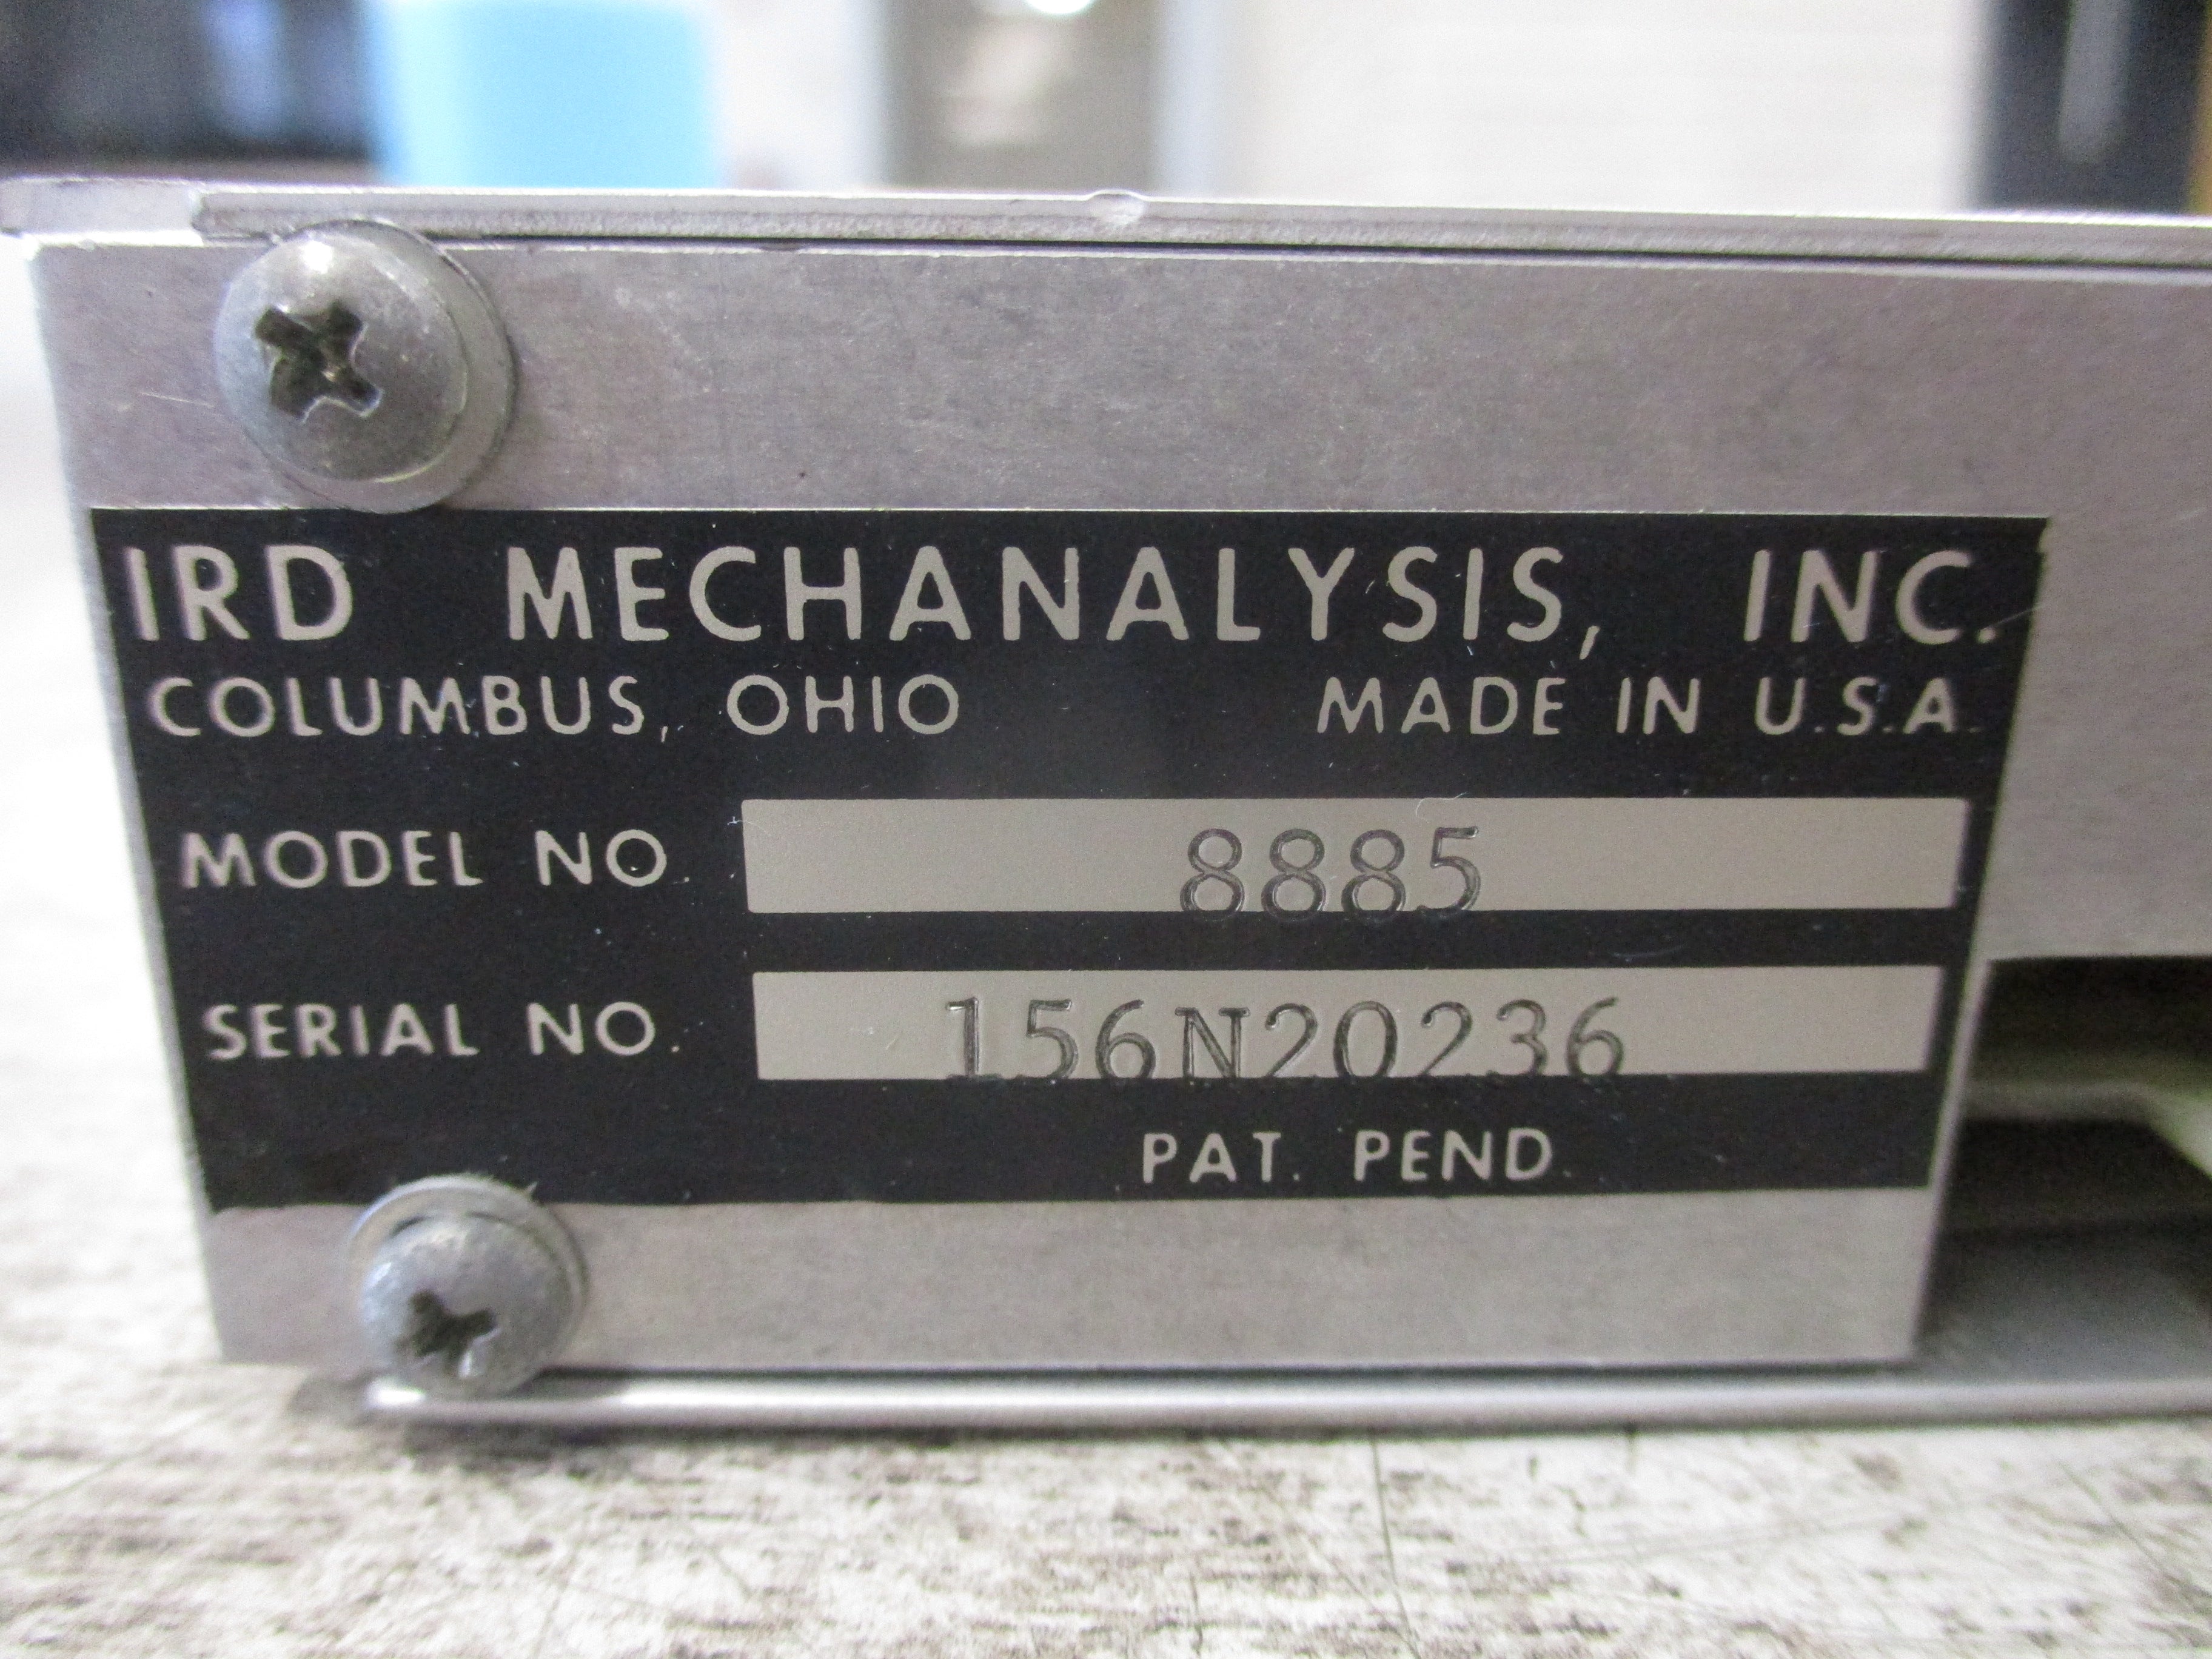 IRD MECHANALYSIS, INC.
COLUMBUS, OHIO MADE IN U.S.A.
MODEL NO. 8885
SERIAL NO. 156N20236
PAT. PEND.